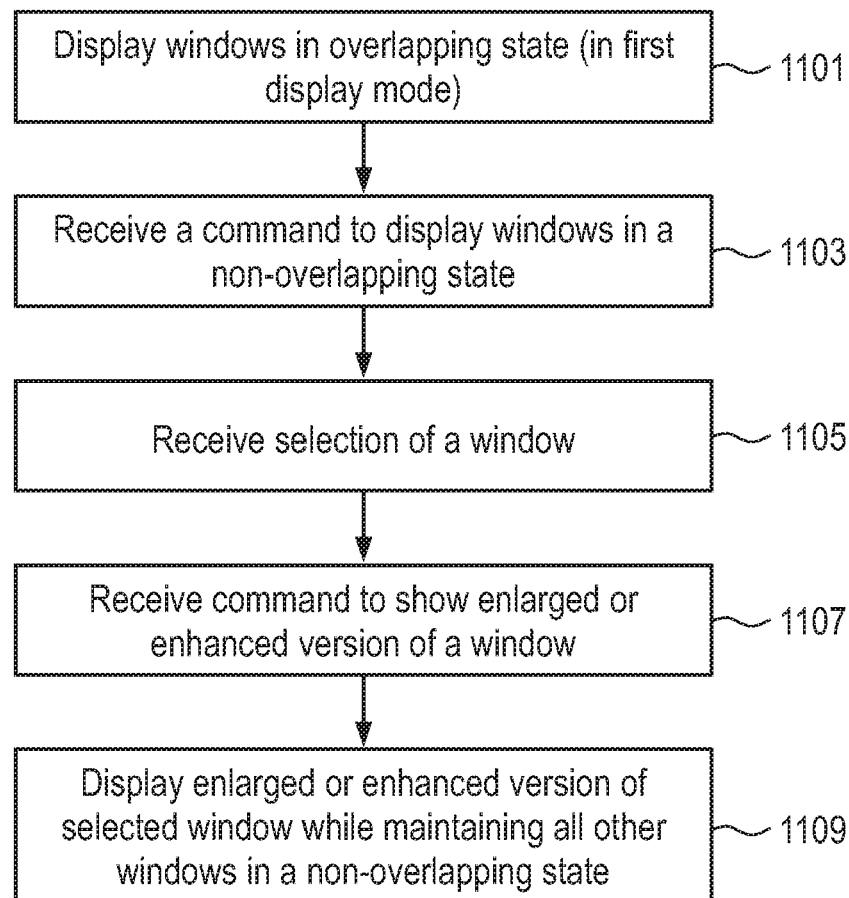 Display windows in overlapping state (in first
display mode)
1101
Receive a command to display windows in a
non-overlapping state
1103
Receive selection of a window
1105
Receive command to show enlarged or
enhanced version of a window
1107
Display enlarged or enhanced version of
selected window while maintaining all other
windows in a non-overlapping state
1109